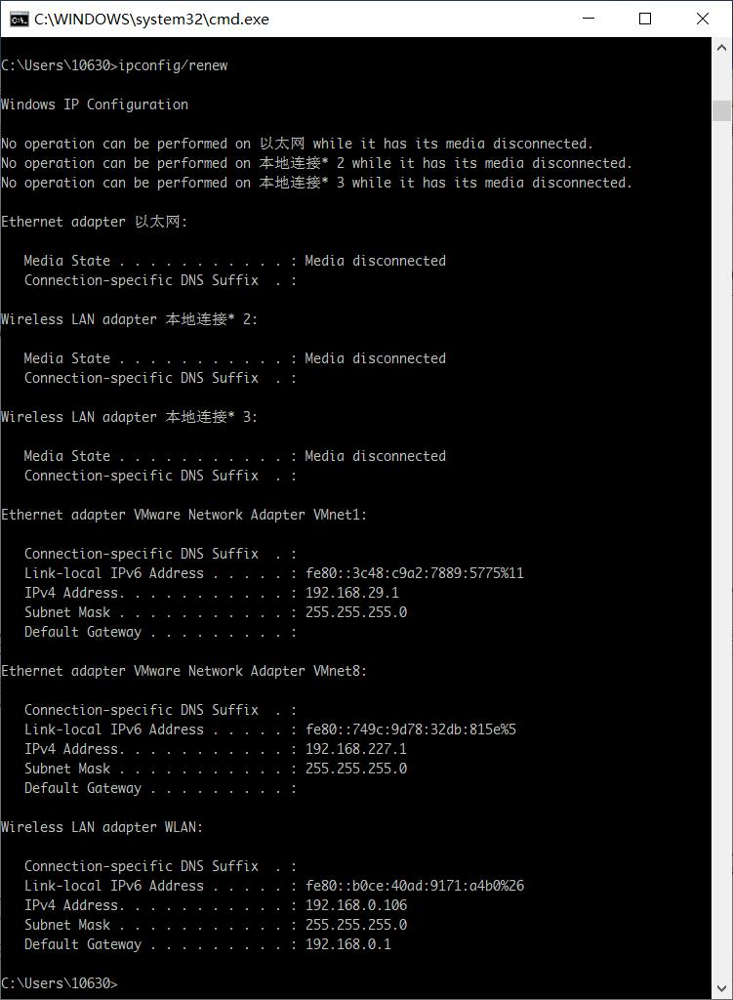 C:\WINDOWS\system32\cmd.exe
C:\Users\10630>ipconfig/renew
Windows IP Configuration
No operation can be performed on 以太网 while it has its media disconnected.
No operation can be performed on 本地连接* 2 while it has its media disconnected.
No operation can be performed on 本地连接* 3 while it has its media disconnected.
Ethernet adapter 以太网:
Media State . . . . . . . . . . . : Media disconnected
Connection-specific DNS Suffix  . :
Wireless LAN adapter 本地连接* 2:
Media State . . . . . . . . . . . : Media disconnected
Connection-specific DNS Suffix  . :
Wireless LAN adapter 本地连接* 3:
Media State . . . . . . . . . . . : Media disconnected
Connection-specific DNS Suffix  . :
Ethernet adapter VMware Network Adapter VMnet1:
Connection-specific DNS Suffix  . :
Link-local IPv6 Address . . . . . : fe80::3c48:c9a2:7889:5775%11
IPv4 Address. . . . . . . . . . . : 192.168.29.1
Subnet Mask . . . . . . . . . . . : 255.255.255.0
Default Gateway . . . . . . . . . :
Ethernet adapter VMware Network Adapter VMnet8:
Connection-specific DNS Suffix  . :
Link-local IPv6 Address . . . . . : fe80::749c:9d78:32db:815e%5
IPv4 Address. . . . . . . . . . . : 192.168.227.1
Subnet Mask . . . . . . . . . . . : 255.255.255.0
Default Gateway . . . . . . . . . :
Wireless LAN adapter WLAN:
Connection-specific DNS Suffix  . :
Link-local IPv6 Address . . . . . : fe80::b0ce:40ad:9171:a4b0%26
IPv4 Address. . . . . . . . . . . : 192.168.0.106
Subnet Mask . . . . . . . . . . . : 255.255.255.0
Default Gateway . . . . . . . . . : 192.168.0.1
C:\Users\10630>